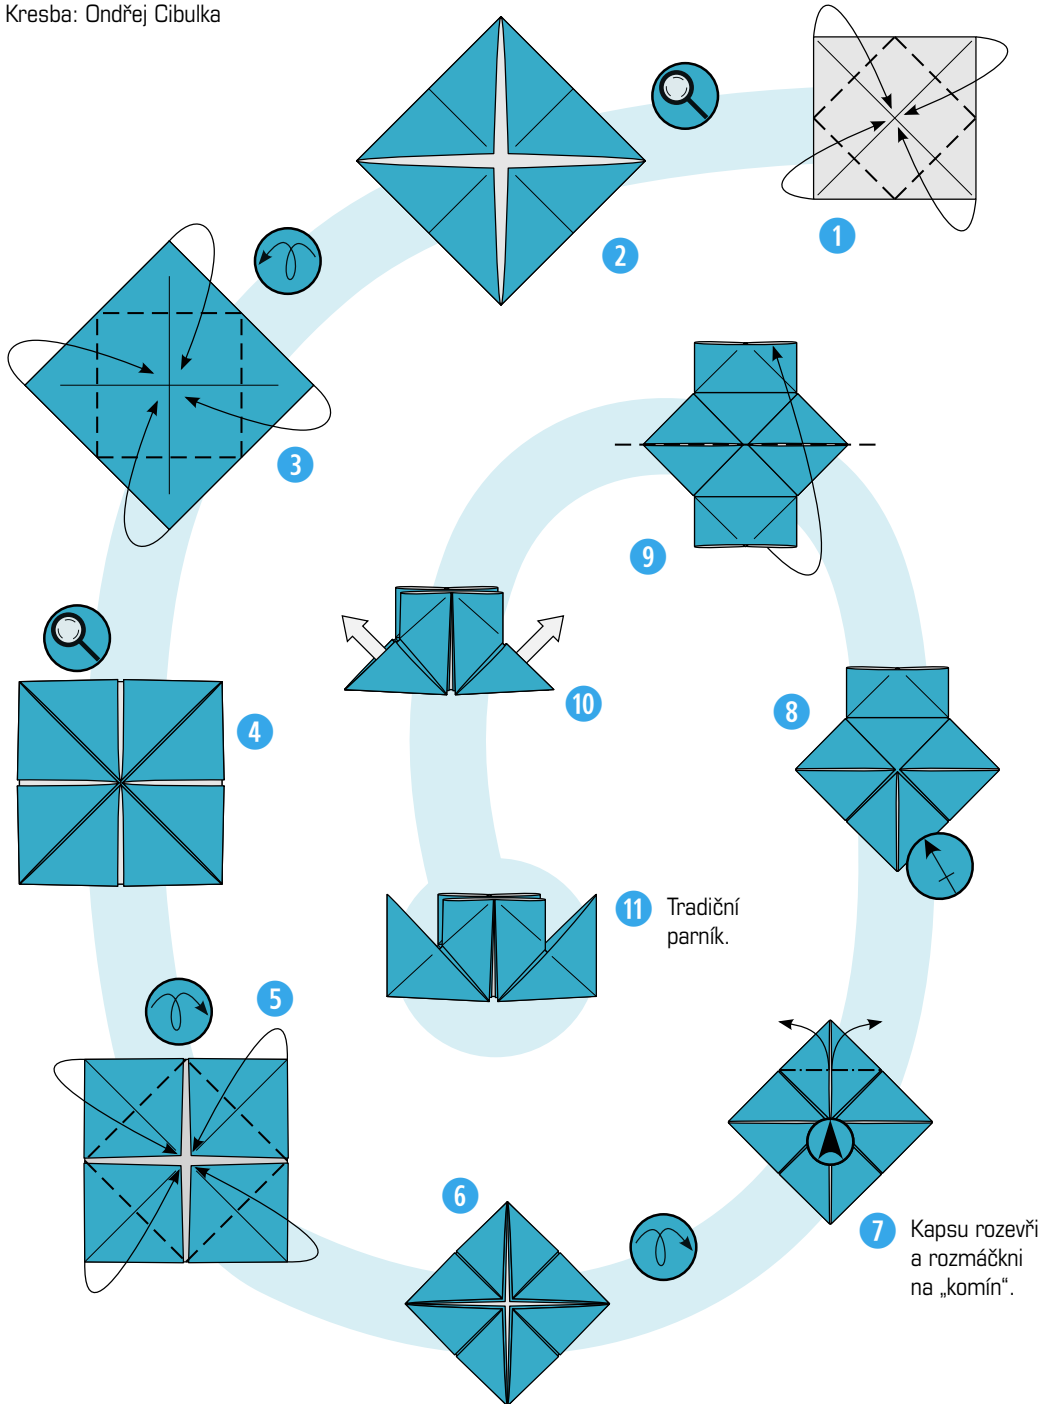 Kresba: Ondřej Cibulka
1
2
3
4
5
6
7 Kapsu rozevři
a rozmáčkni
na „komín“.
8
9
10
11 Tradiční
parník.